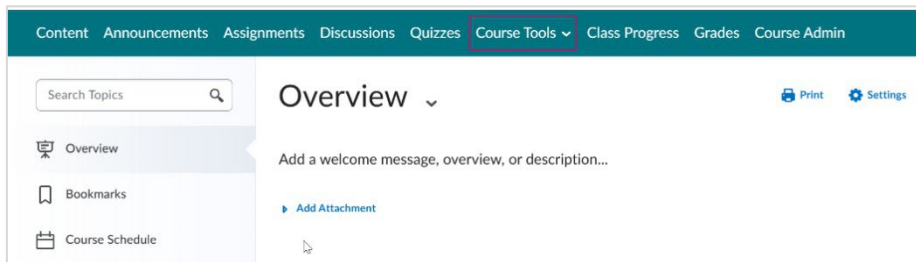 Content Announcements Assignments Discussions Quizzes Course Tools Class Progress Grades Course Admin
Search Topics
Overview
Print
Settings
Overview
Add a welcome message, overview, or description...
Bookmarks
Add Attachment
Course Schedule